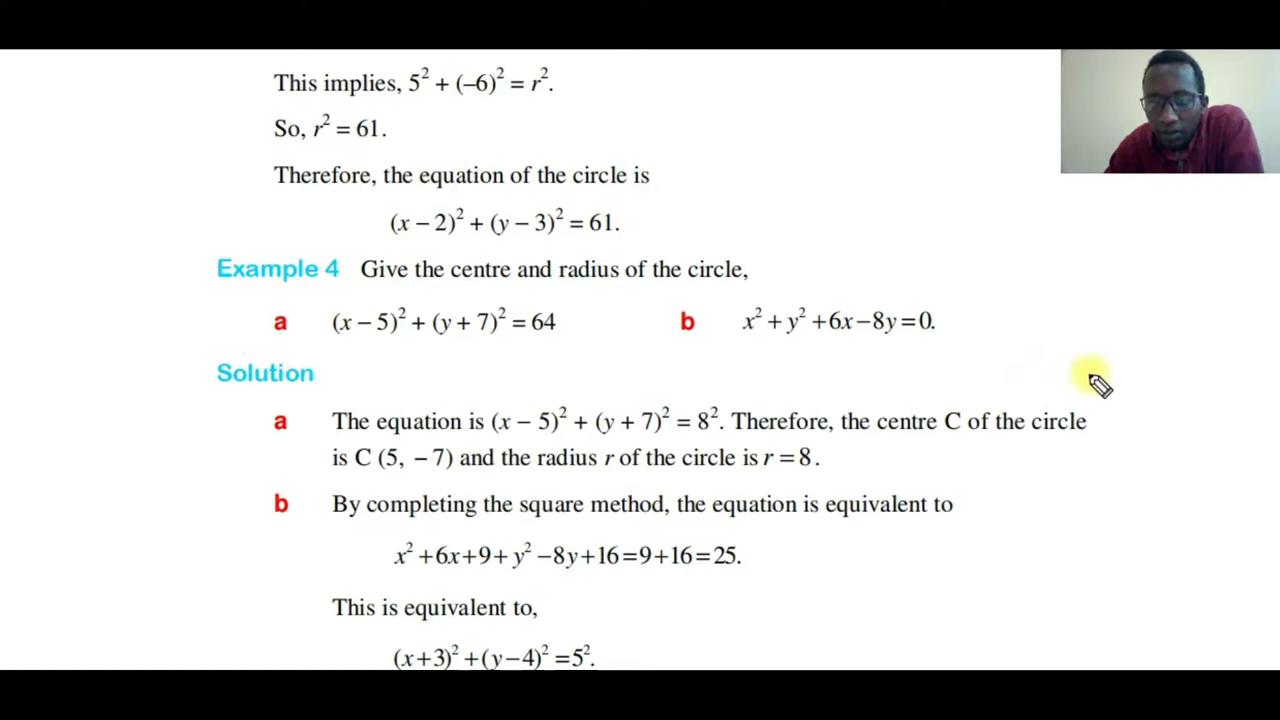 This implies, 5² + (–6)² = r².
So, r² = 61.
Therefore, the equation of the circle is
(x – 2)² + (y – 3)² = 61.
Example 4 Give the centre and radius of the circle,
a (x – 5)² + (y + 7)² = 64 b x² + y² +6x–8y=0.
Solution
a The equation is (x – 5)² + (y + 7)² = 8². Therefore, the centre C of the circle
is C (5, – 7) and the radius r of the circle is r = 8.
b By completing the square method, the equation is equivalent to
x² +6x+9+ y² –8y+16=9+16=25.
This is equivalent to,
(x+3)² +(y–4)² =5².